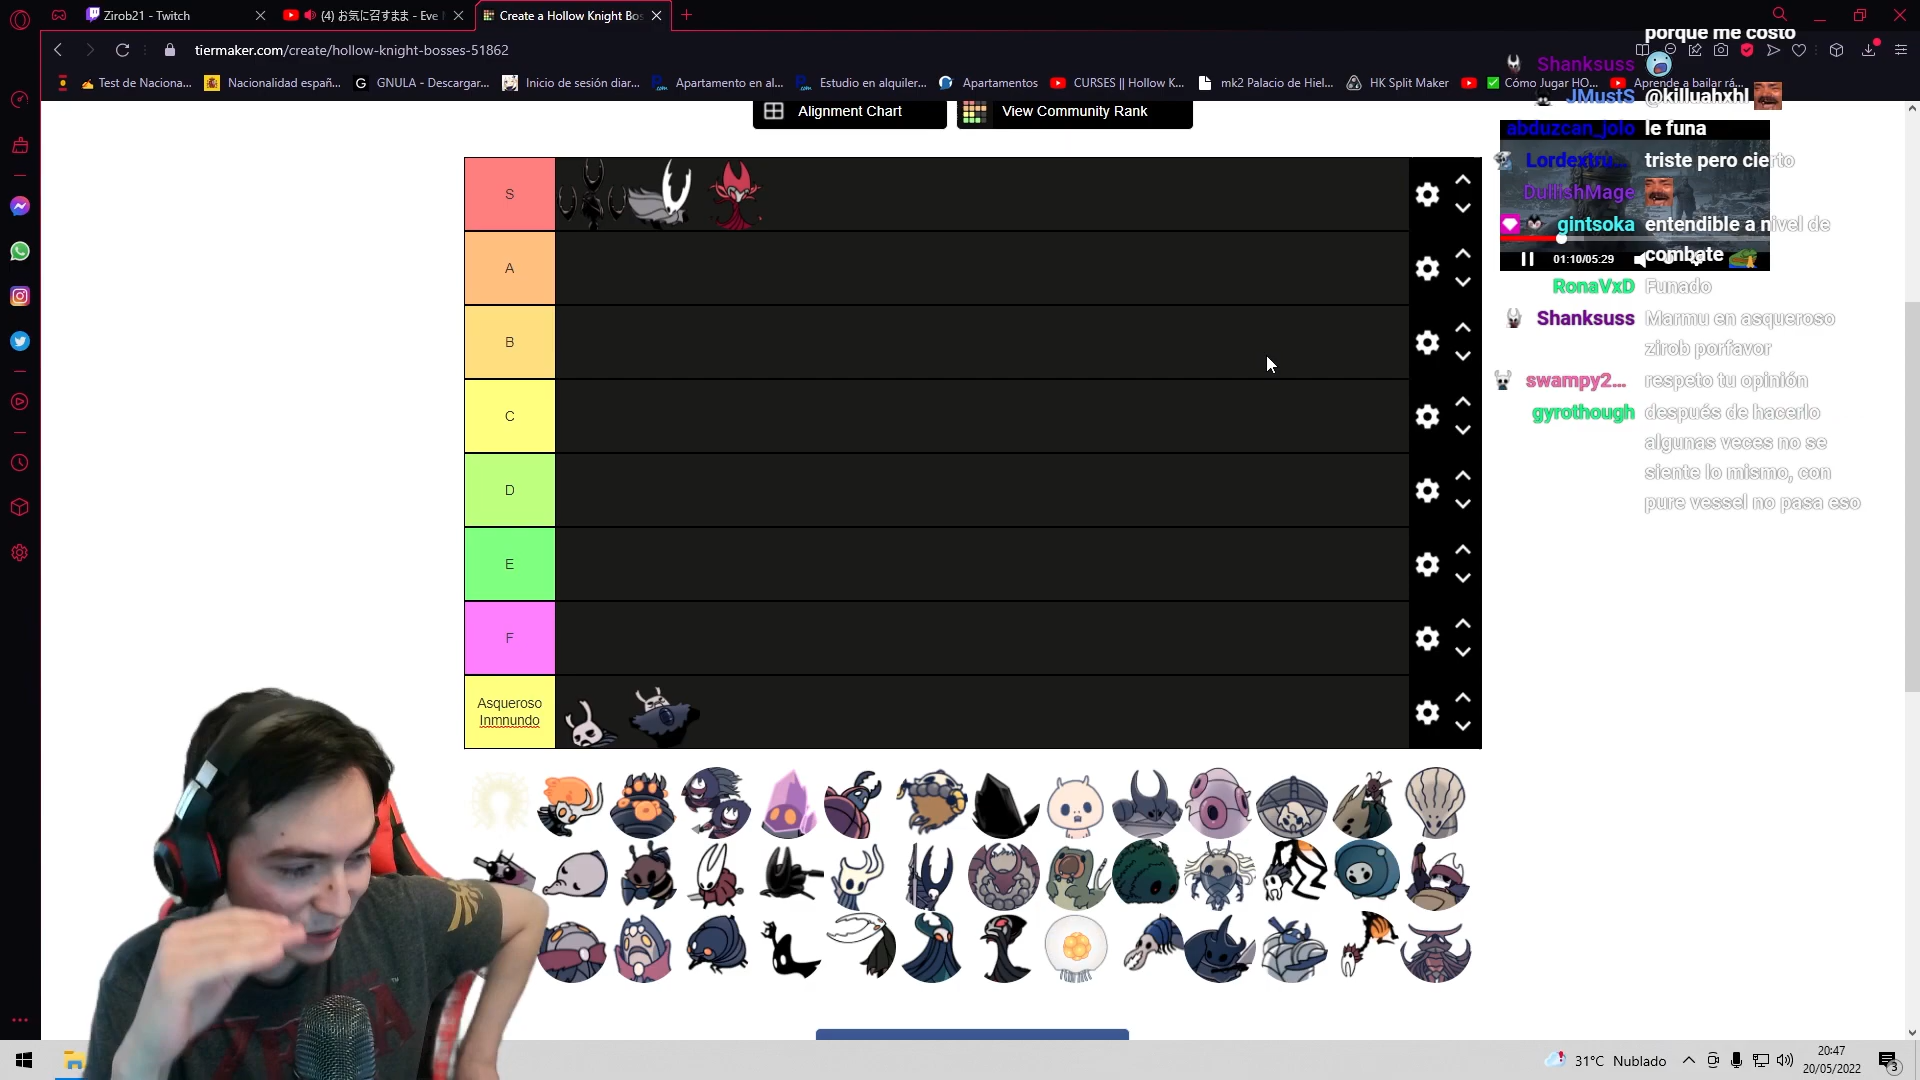 Zirob21 - Twitch
(4) お気に召すまま - Eve
Create a Hollow Knight Bos
tiermaker.com/create/hollow-knight-bosses-51862
Test de Naciona...
Nacionalidad españ...
GNULA - Descargar...
Inicio de sesión diar...
Apartamento en al...
Estudio en alquiler...
Apartamentos
CURSES || Hollow K...
mk2 Palacio de Hiel...
HK Split Marker
Cómo Jugar HO...
Aprende a bailar rá...
Alignment Chart
View Community Rank
S
A
B
C
D
E
F
Asqueroso
Inmnundo
porque me costo
Shanksuss
JMustS @killuahxhl
abduzcan_jolo le funa
Lordextru... triste pero cierto
DullishMage
gintsoka entendible a nivel de
combate
01:10/05:29
RonaVxD Funado
Shanksuss Marmu en asqueroso
zirob porfavor
swampy2... respeto tu opinión
gyrothough después de hacerlo
algunas veces no se
siente lo mismo, con
pure vessel no pasa eso
31°C Nublado
20:47
20/05/2022
3